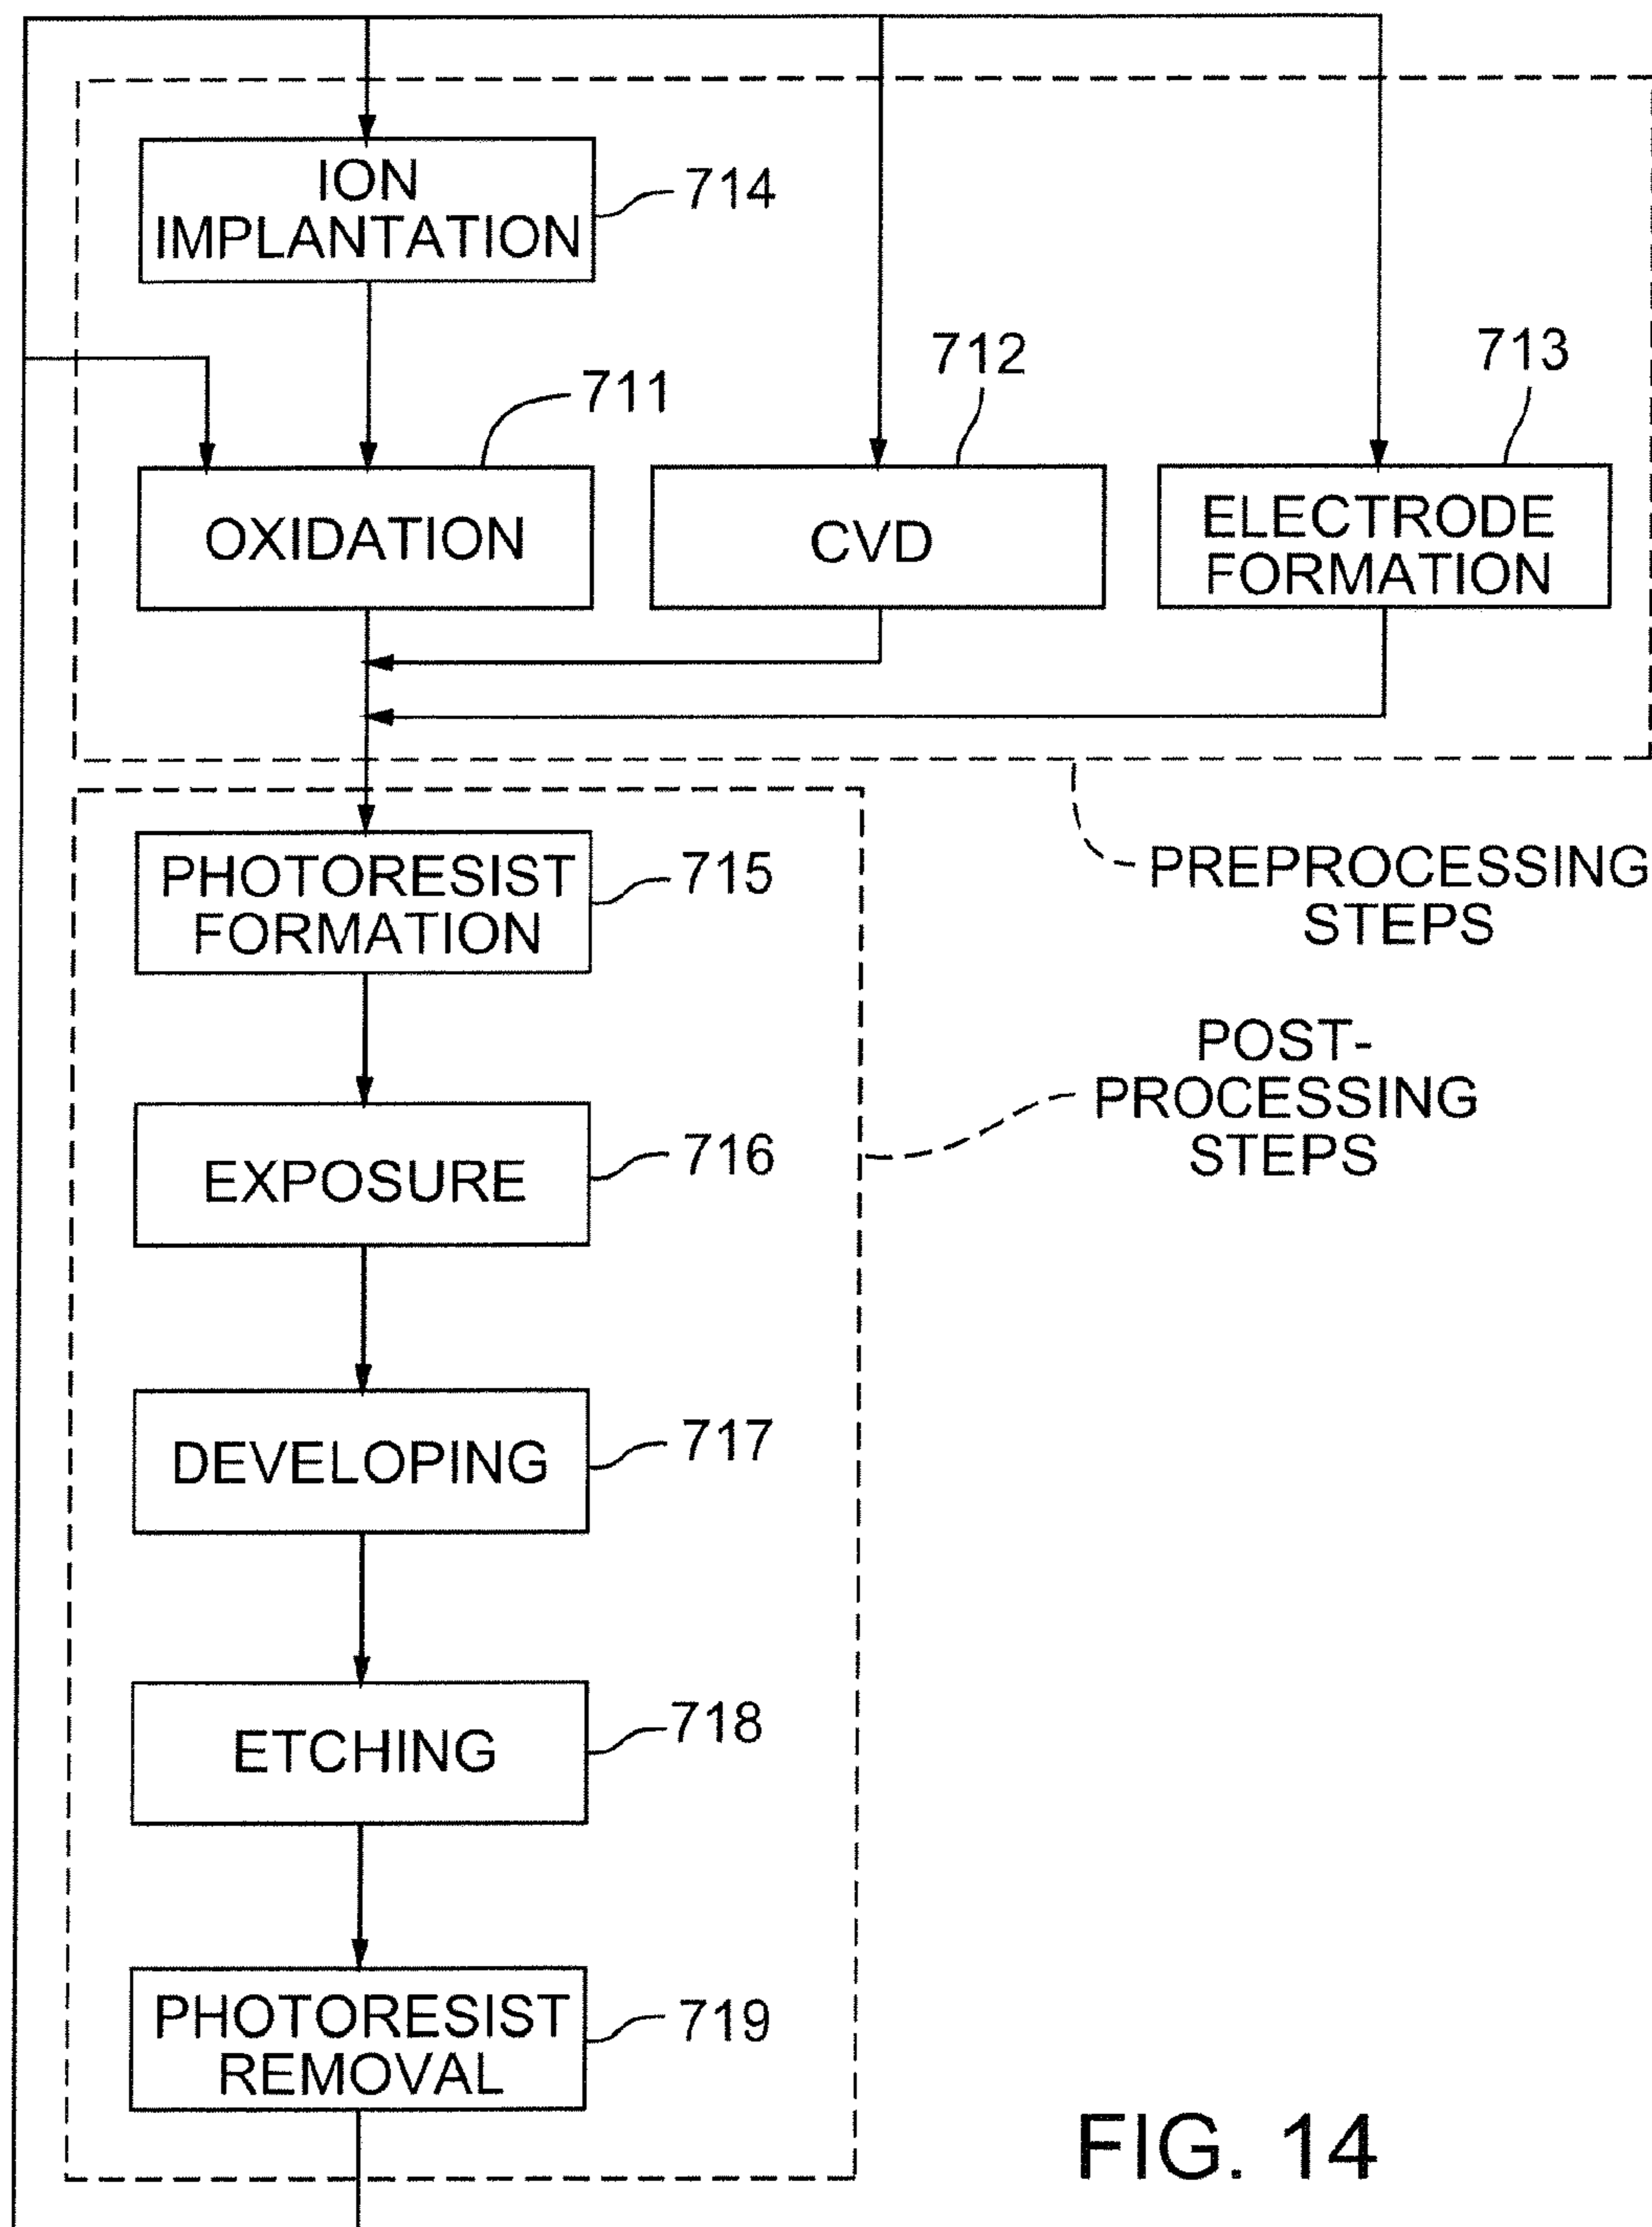 ION
IMPLANTATION
714
711
712
713
OXIDATION
CVD
ELECTRODE
FORMATION
PHOTORESIST
FORMATION
715
PREPROCESSING
STEPS
POST-
PROCESSING
STEPS
EXPOSURE
716
DEVELOPING
717
ETCHING
718
PHOTORESIST
REMOVAL
719
FIG. 14